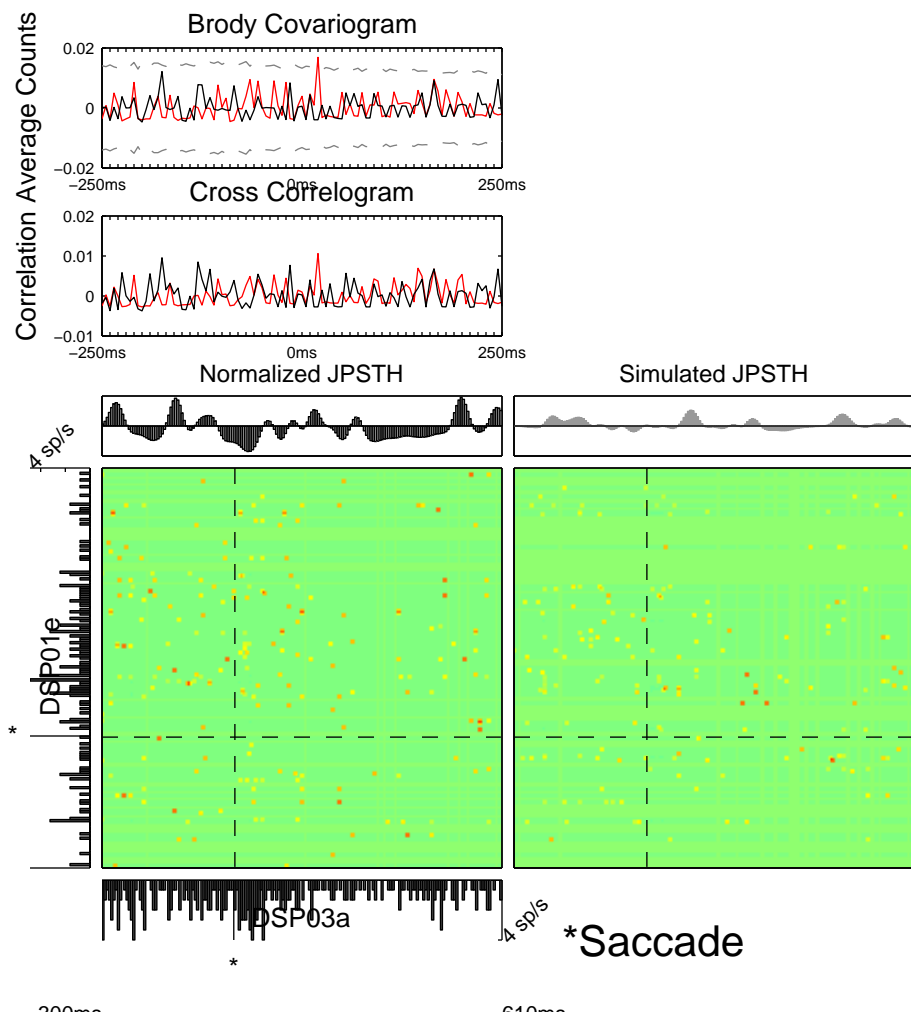 Brody Covariogram
Correlation Average Counts
0.02
0
−0.02
−250ms
0ms
250ms
Cross Correlogram
0.02
0.01
0
−0.01
−250ms
0ms
250ms
Normalized JPSTH
Simulated JPSTH
4 sp/s
DSP01e
*
DSP03a
4 sp/s
*
*Saccade
610ms